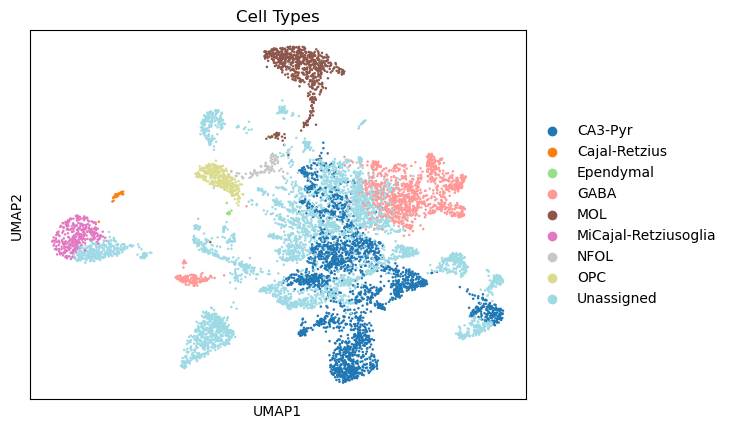 Cell Types
UMAP2
UMAP1
CA3-Pyr
Cajal-Retzius
Ependymal
GABA
MOL
MiCajal-Retziusoglia
NFOL
OPC
Unassigned